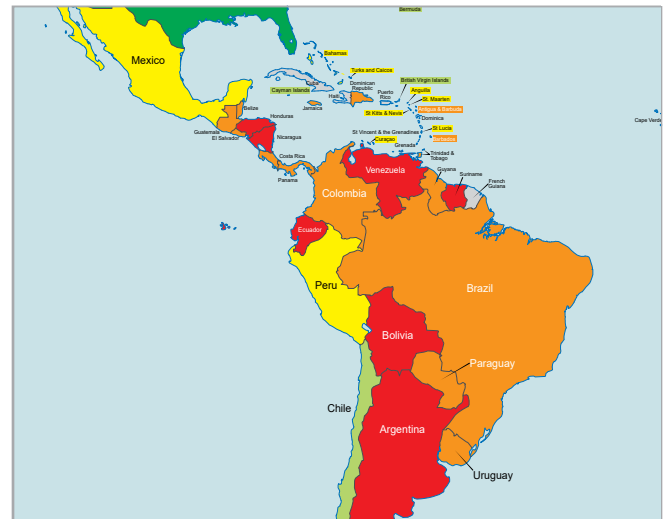 Bermuda
Mexico
Bahamas
Turks and Caicos
Cuba
Dominican
Republic
British Virgin Islands
Cayman Islands
Haiti
Puerto
Rico
Anguilla
St. Maarten
Jamaica
Antigua & Barbuda
Belize
St Kitts & Nevis
Dominica
Cape Verde
Honduras
Guatemala
El Salvador
Nicaragua
St Vincent & the Grenadines
Curaçao
St Lucia
Barbados
Grenada
Costa Rica
Trinidad &
Tobago
Panama
Venezuela
Guyana
Suriname
French
Guiana
Colombia
Ecuador
Peru
Brazil
Bolivia
Paraguay
Chile
Argentina
Uruguay